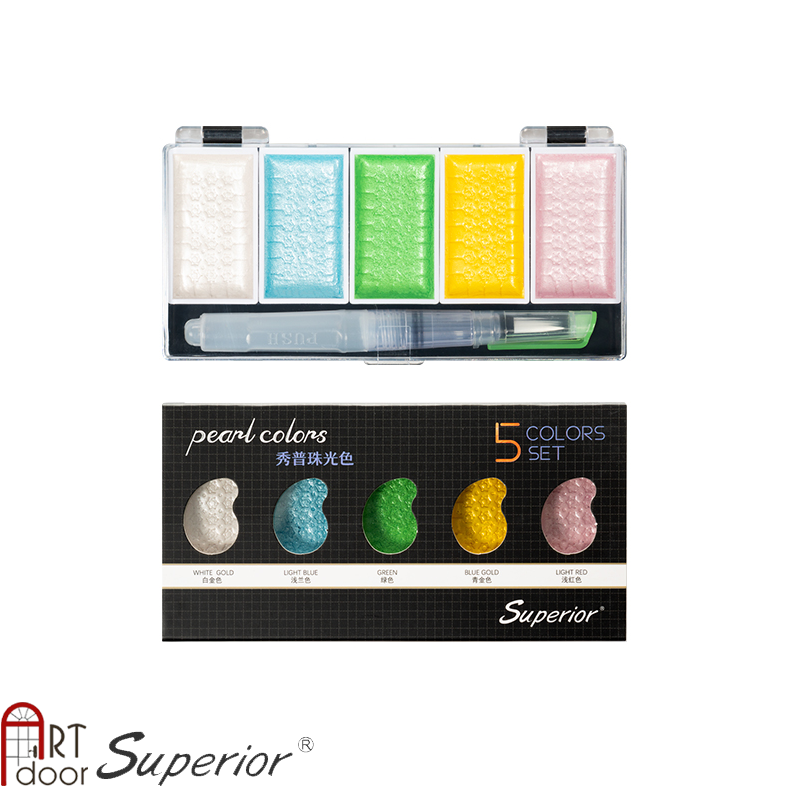 PUSH
pearl colors
秀普珠光色
5 COLORS SET
WHITE GOLD
白金色
LIGHT BLUE
浅兰色
GREEN
绿色
BLUE GOLD
青金色
LIGHT RED
浅红色
Superior®
ART door Superior®